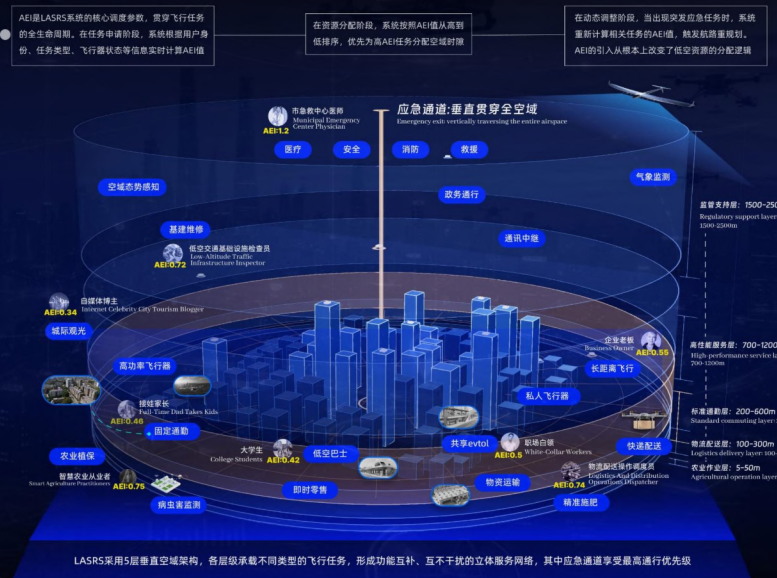 AEI是LASRS系统的核心调度参数，贯穿飞行任务
的全生命周期。在任务申请阶段，系统根据用户身
份、任务类型、飞行器状态等信息实时计算AEI值
在资源分配阶段，系统按照AEI值从高到
低排序，优先为高AEI任务分配空域时隙
在动态调整阶段，当出现突发应急任务时，系统
重新计算相关任务的AEI值，触发航路重规划。
AEI的引入从根本上改变了低空资源的分配逻辑
市急救中心医师
Municipal Emergency
Center Physician
AEI:1.2
应急通道:垂直贯穿全空域
Emergency exit vertically traversing the entire airspace
医疗
安全
消防
救援
空域态势感知
政务通行
气象监测
监管支持层：1500-250
Regulatory support layer
1500-2500m
基建维修
通讯中继
低空交通基础设施检查员
Low-Altitude Traffic
Infrastructure Inspector
AEI:0.72
自媒体博主
Internet Celebrity City Tourism Blogger
AEI:0.34
城际观光
企业老板
Business Owner
AEI:0.55
高性能服务层：700-1200
High-performance service la
700-1200m
高功率飞行器
长距离飞行
接娃家长
Full-Time Dad Takes Kids
AEI:0.46
私人飞行器
标准通勤层：200-600m
Standard commuting layer:
固定通勤
大学生
College Students
AEI:0.42
低空巴士
共享evtol
职场白领
White-Collar Workers
AEI:0.5
快递配送
物流配送层：100-300m
Logistics delivery layer: 100-
农业植保
智慧农业从业者
Smart Agriculture Practitioners
AEI:0.75
物流配送操作调度员
Logistics And Distribution
Operations Dispatcher
AEI:0.74
农业作业层：5-50m
Agricultural operation layer
病虫害监测
即时零售
物资运输
精准施肥
LASRS采用5层垂直空域架构，各层级承载不同类型的飞行任务，形成功能互补、互不干扰的立体服务网络，其中应急通道享受最高通行优先级